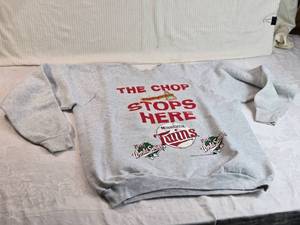 THE CHOP
STOPS
HERE
Minnesota
Twins